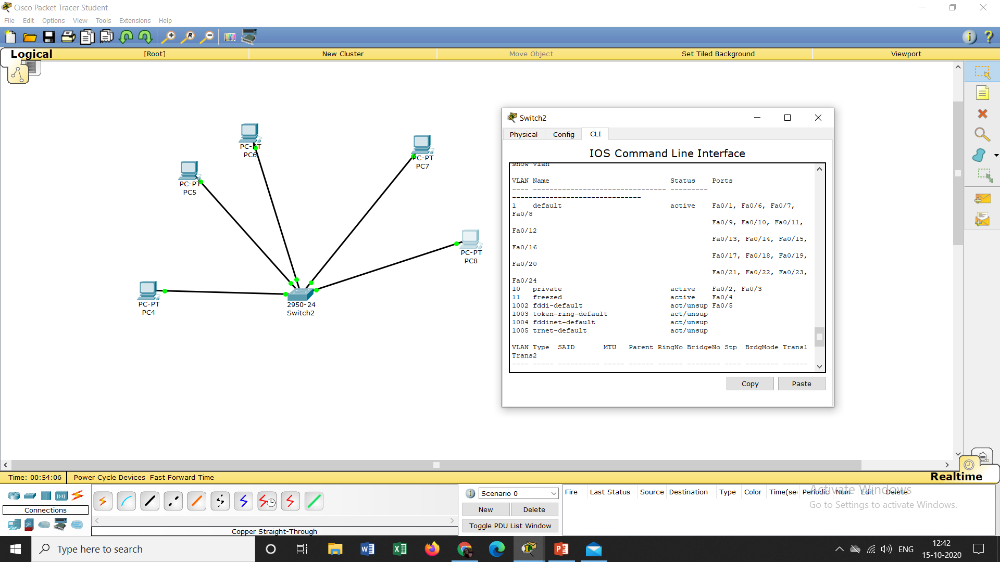 Cisco Packet Tracer Student
File Edit Options View Tools Extensions Help
Logical [Root] New Cluster Move Object Set Tiled Background Viewport
PC-PT
PC6
PC-PT
PC7
PC-PT
PC5
PC-PT
PC8
PC-PT
PC4
2950-24
Switch2
Switch2
Physical Config CLI
IOS Command Line Interface
show vlan
VLAN Name Status Ports
---- -------------------------------- ---------
-------------------------------
1 default active Fa0/1, Fa0/6, Fa0/7,
Fa0/8
Fa0/9, Fa0/10, Fa0/11,
Fa0/12
Fa0/13, Fa0/14, Fa0/15,
Fa0/16
Fa0/17, Fa0/18, Fa0/19,
Fa0/20
Fa0/21, Fa0/22, Fa0/23,
Fa0/24
10 private active Fa0/2, Fa0/3
11 freezed active Fa0/4
1002 fddi-default act/unsup Fa0/5
1003 token-ring-default act/unsup
1004 fddinet-default act/unsup
1005 trnet-default act/unsup
VLAN Type SAID MTU Parent RingNo BridgeNo Stp BrdgMode Trans1
Trans2
---- ----- ---------- ----- ------ ------ -------- ---- -------- ------
Copy Paste
Time: 00:54:06 Power Cycle Devices Fast Forward Time
Realtime
Connections
Copper Straight-Through
Scenario 0
New Delete
Toggle PDU List Window
Fire Last Status Source Destination Type Color Time(sec Periodic Num Edit Delete
Activate Windows
Go to Settings to activate Windows.
Type here to search
ENG
12:42
15-10-2020